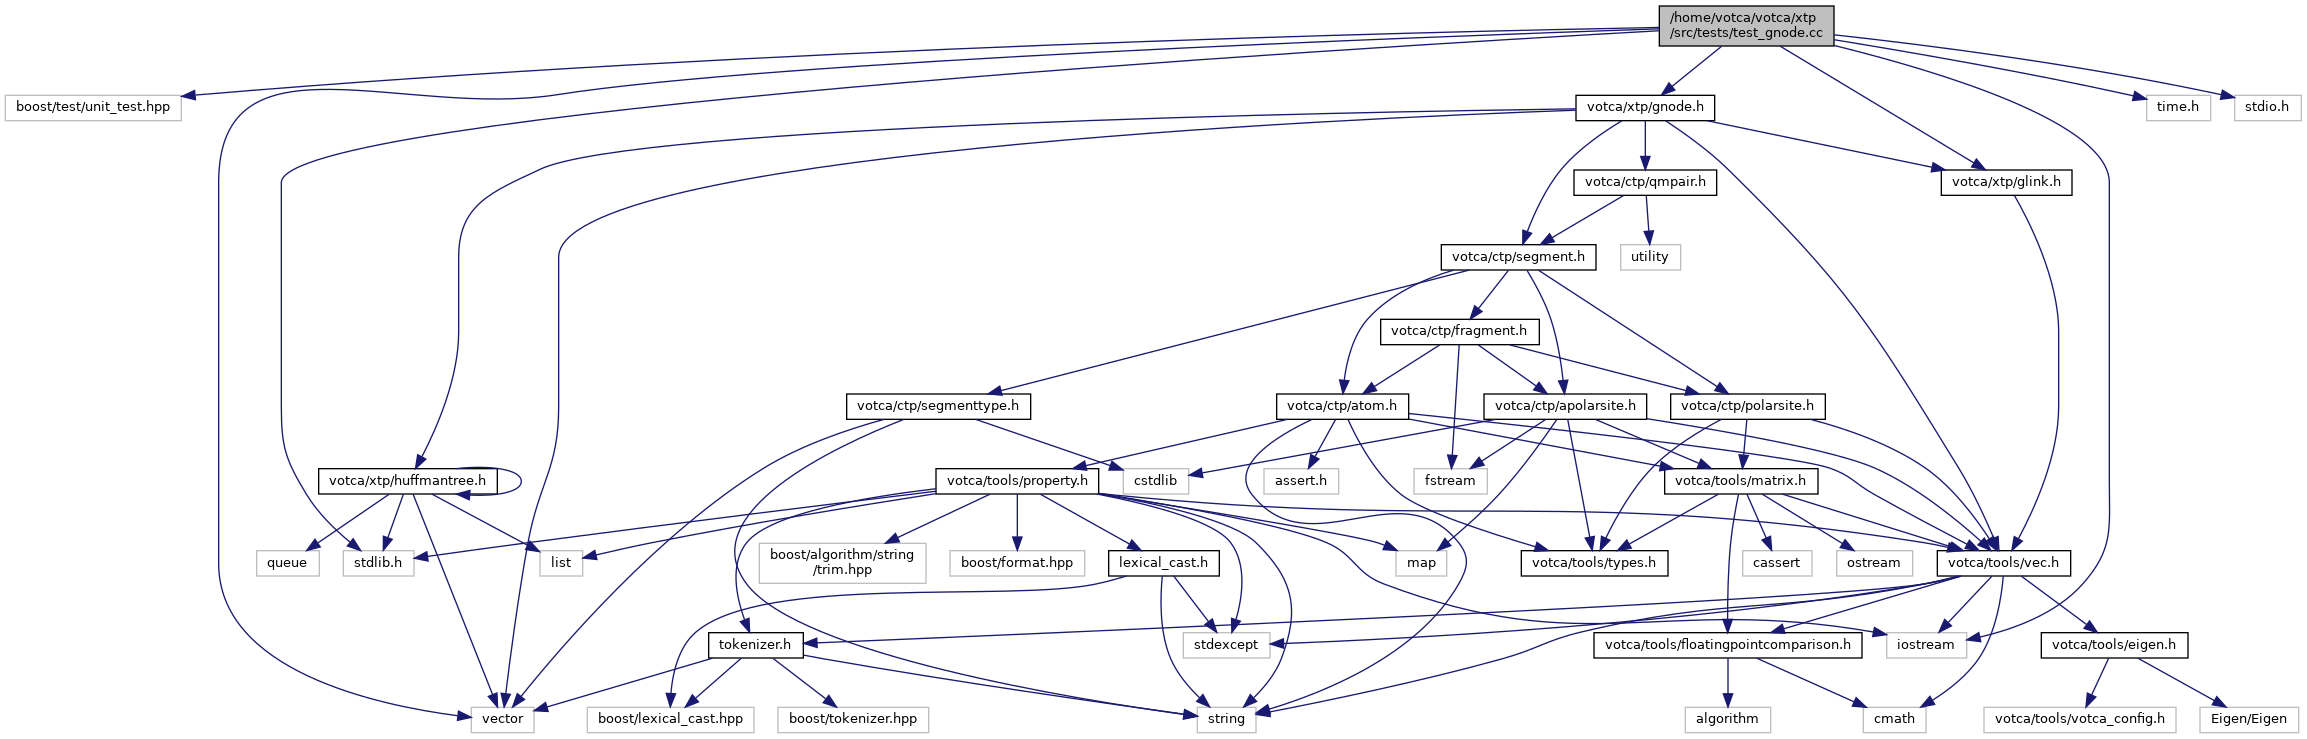 /home/votca/votca/xtp
/src/tests/test_gnode.cc
boost/test/unit_test.hpp
votca/xtp/gnode.h
time.h
stdio.h
votca/ctp/qmpair.h
votca/xtp/glink.h
votca/ctp/segment.h
utility
votca/ctp/fragment.h
votca/ctp/segmenttype.h
votca/ctp/atom.h
votca/ctp/apolarsite.h
votca/ctp/polarsite.h
votca/xtp/huffmantree.h
votca/tools/property.h
cstdlib
assert.h
fstream
votca/tools/matrix.h
queue
stdlib.h
list
boost/algorithm/string
/trim.hpp
boost/format.hpp
lexical_cast.h
map
votca/tools/types.h
cassert
ostream
votca/tools/vec.h
tokenizer.h
stdexcept
votca/tools/floatingpointcomparison.h
iostream
votca/tools/eigen.h
vector
boost/lexical_cast.hpp
boost/tokenizer.hpp
string
algorithm
cmath
votca/tools/votca_config.h
Eigen/Eigen